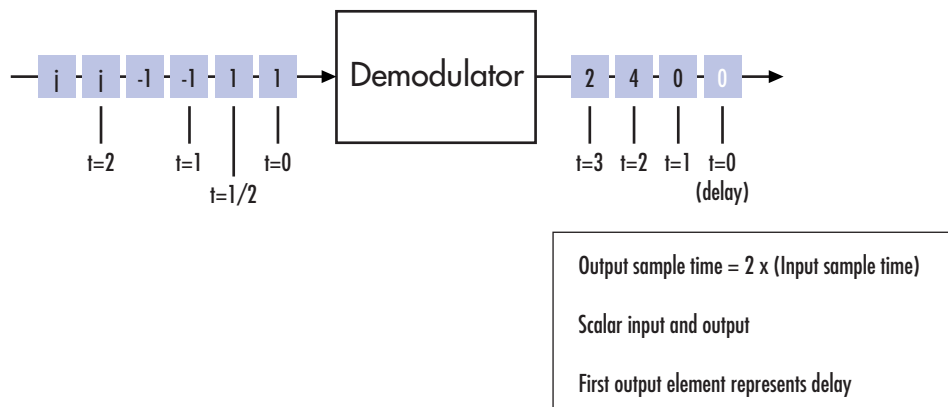 j j -1 -1 1 1
Demodulator
2 4 0 0
t=2
t=1
t=1/2
t=0
t=3
t=2
t=1
t=0
(delay)
Output sample time = 2 x (Input sample time)
Scalar input and output
First output element represents delay